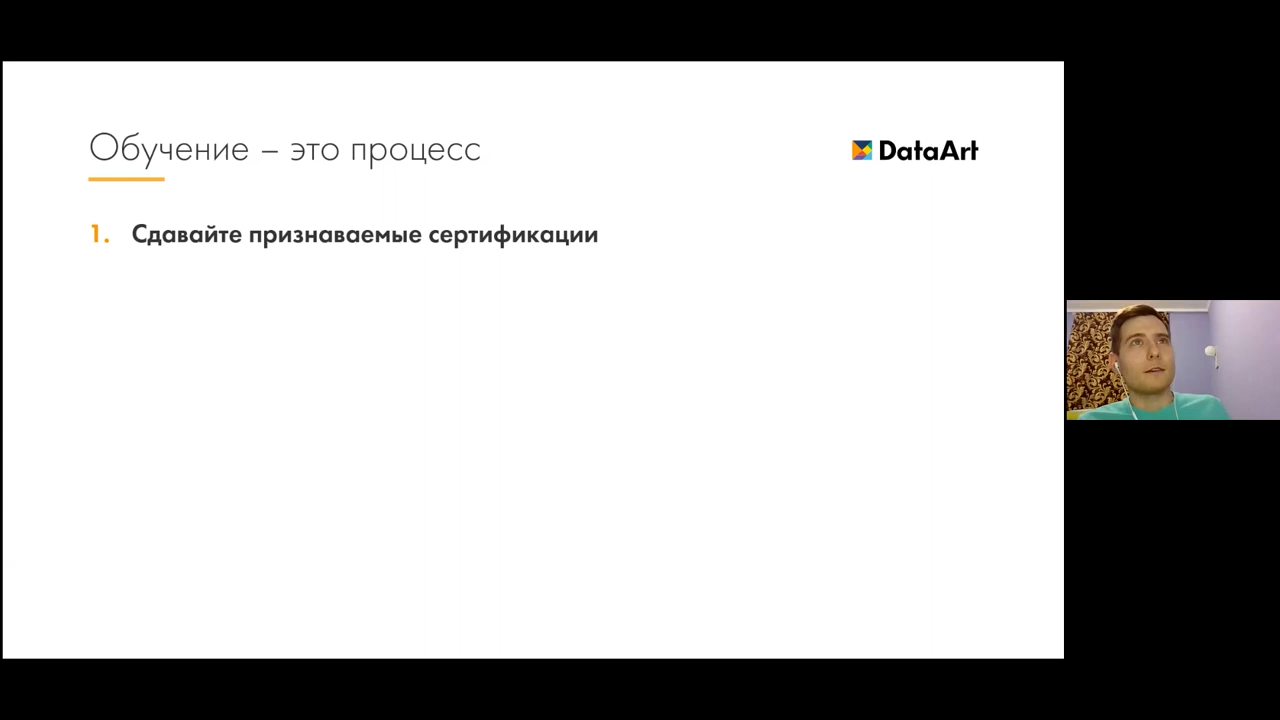 Обучение – это процесс
DataArt
1. Сдавайте признаваемые сертификации